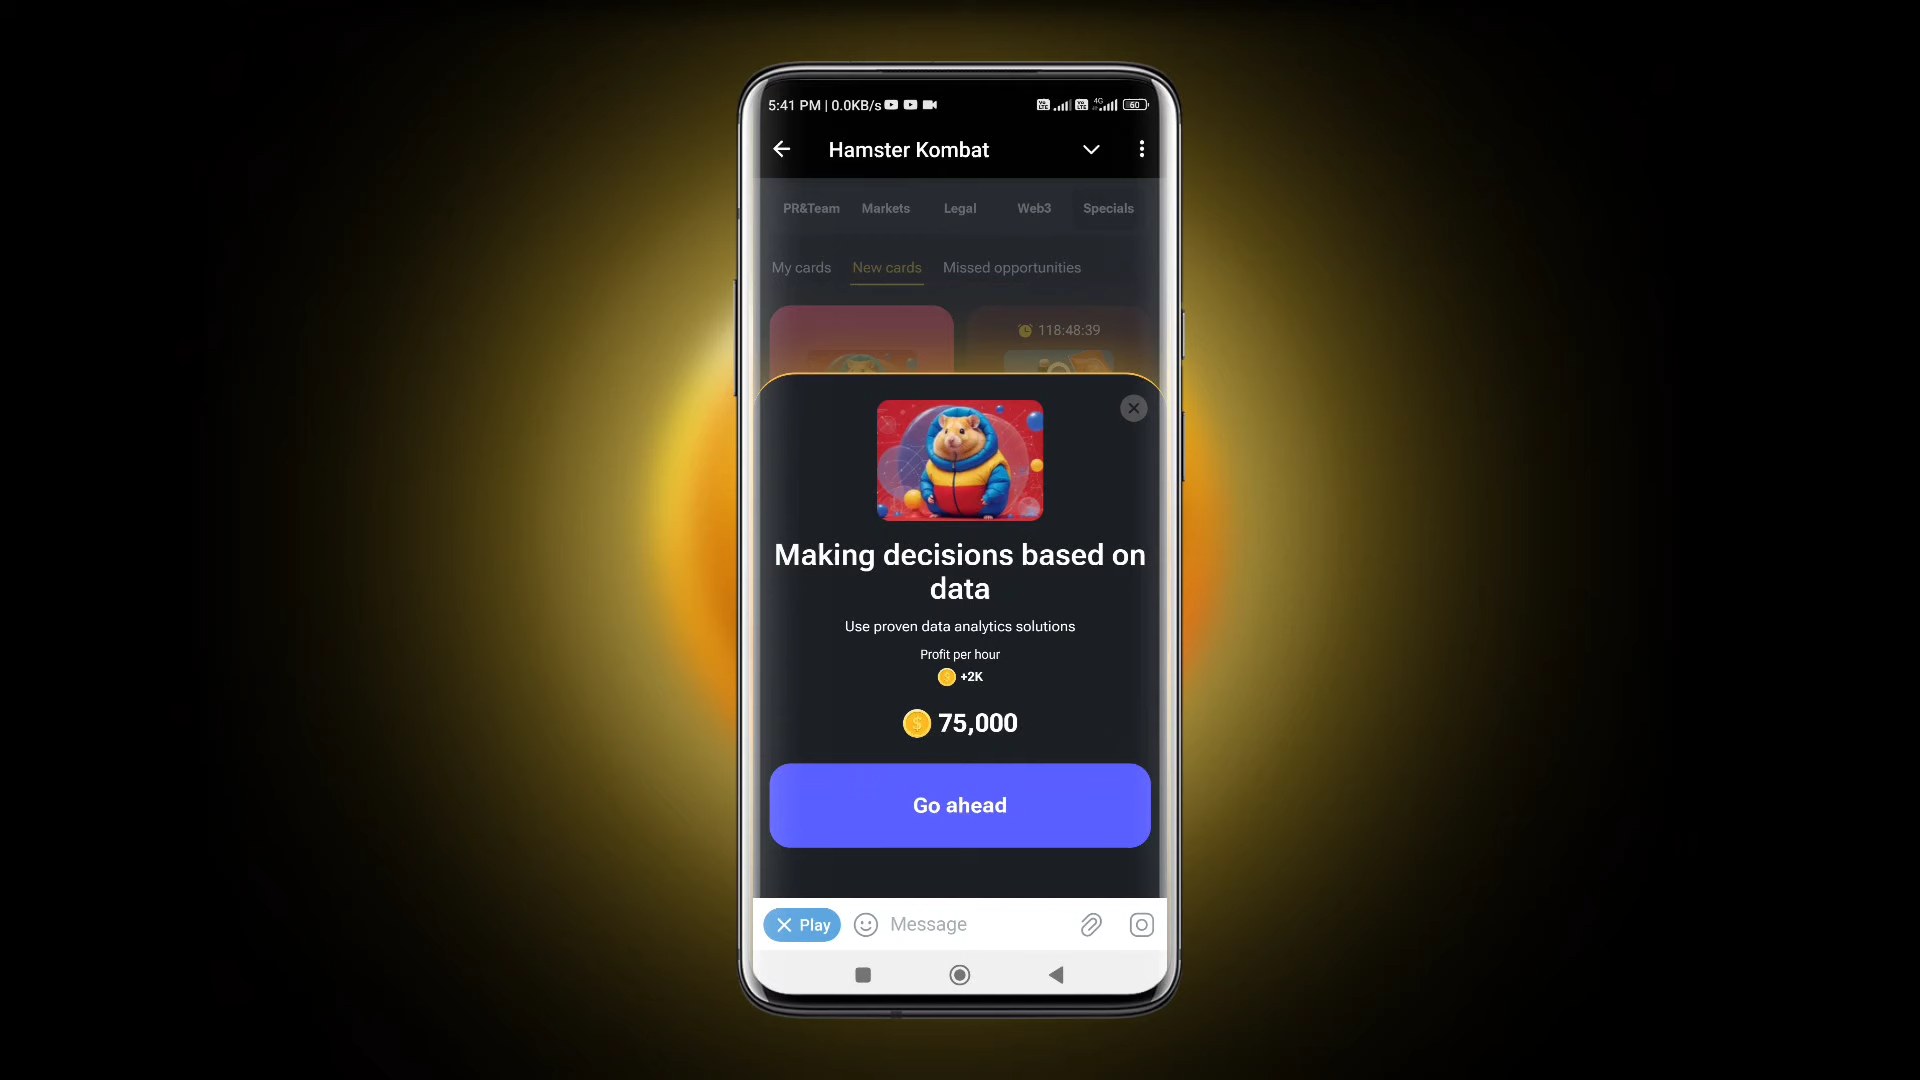 5:41 PM | 0.0KB/s
4G
60
Hamster Kombat
PR&Team Markets Legal Web3 Specials
My cards New cards Missed opportunities
118:48:39
Making decisions based on
data
Use proven data analytics solutions
Profit per hour
+2K
75,000
Go ahead
Play Message